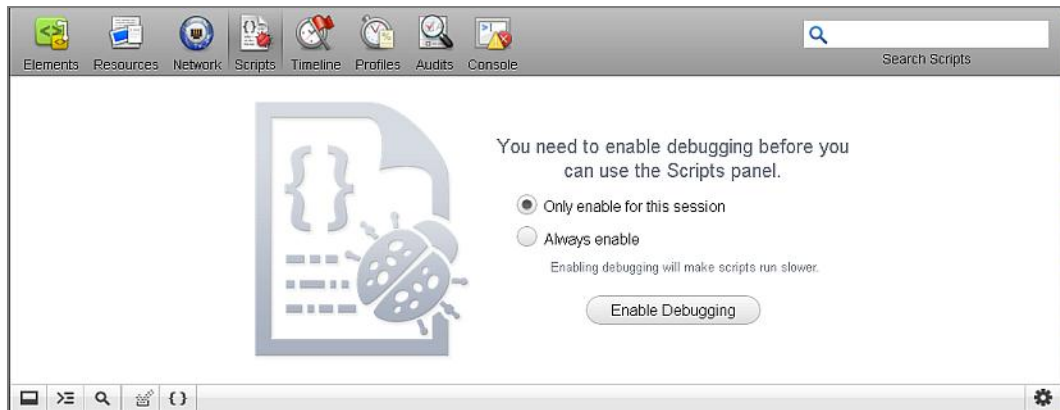 Elements Resources Network Scripts Timeline Profiles Audits Console
Search Scripts
You need to enable debugging before you
can use the Scripts panel.
Only enable for this session
Always enable
Enabling debugging will make scripts run slower.
Enable Debugging